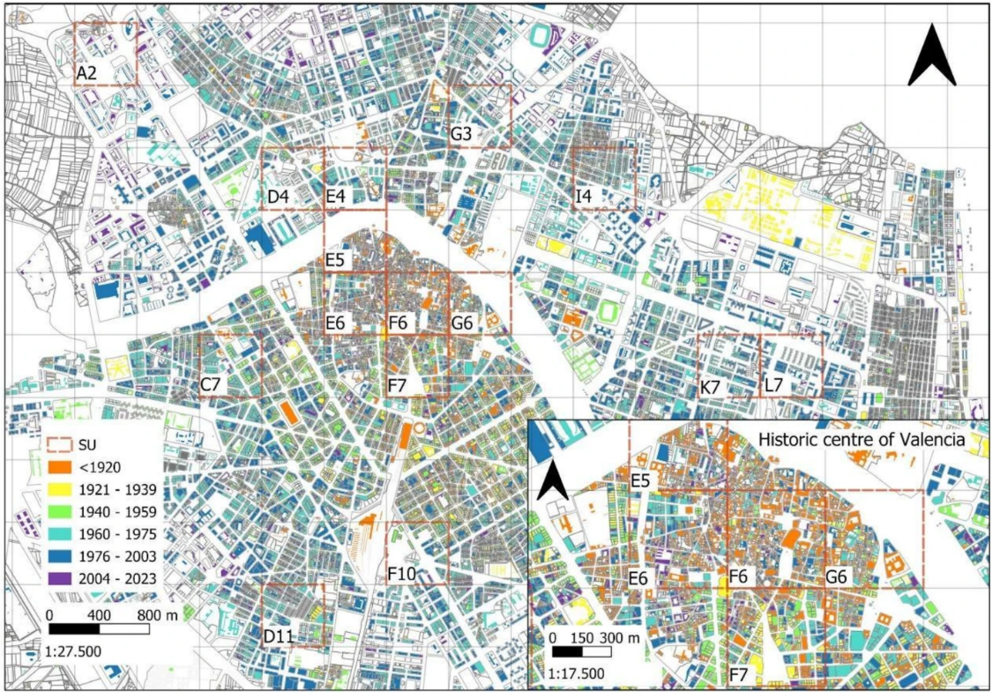 A2
G3
D4
E4
I4
E5
E6
F6
G6
C7
F7
K7
L7
F10
D11
SU
<1920
1921 - 1939
1940 - 1959
1960 - 1975
1976 - 2003
2004 - 2023
0 400 800 m
1:27.500
Historic centre of Valencia
E5
E6
F6
G6
F7
0 150 300 m
1:17.500